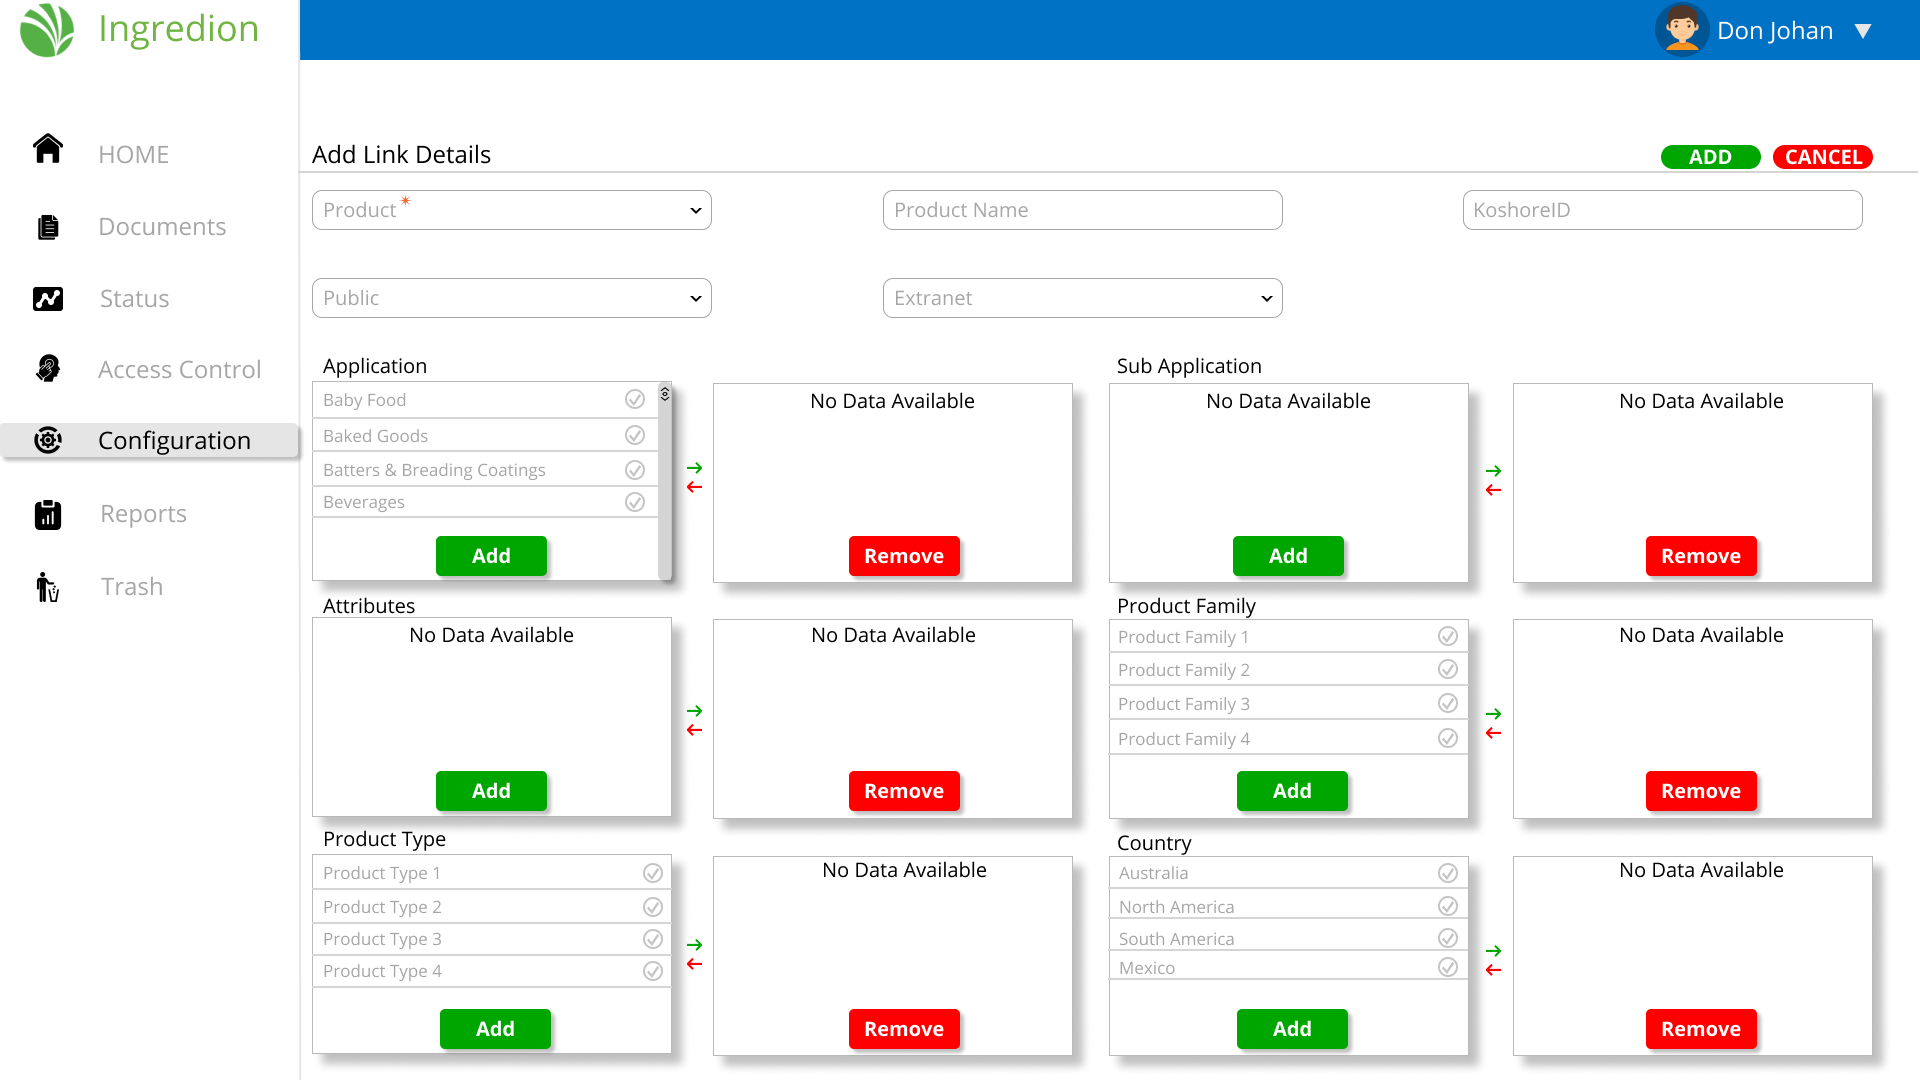 Ingredion
Don Johan
HOME
Documents
Status
Access Control
Configuration
Reports
Trash
Add Link Details
ADD
CANCEL
Product *
Product Name
KoshoreID
Public
Extranet
Application
Baby Food
Baked Goods
Batters & Breading Coatings
Beverages
Add
No Data Available
Remove
Sub Application
No Data Available
Add
No Data Available
Remove
Attributes
No Data Available
Add
No Data Available
Remove
Product Family
Product Family 1
Product Family 2
Product Family 3
Product Family 4
Add
No Data Available
Remove
Product Type
Product Type 1
Product Type 2
Product Type 3
Product Type 4
Add
No Data Available
Remove
Country
Australia
North America
South America
Mexico
Add
No Data Available
Remove